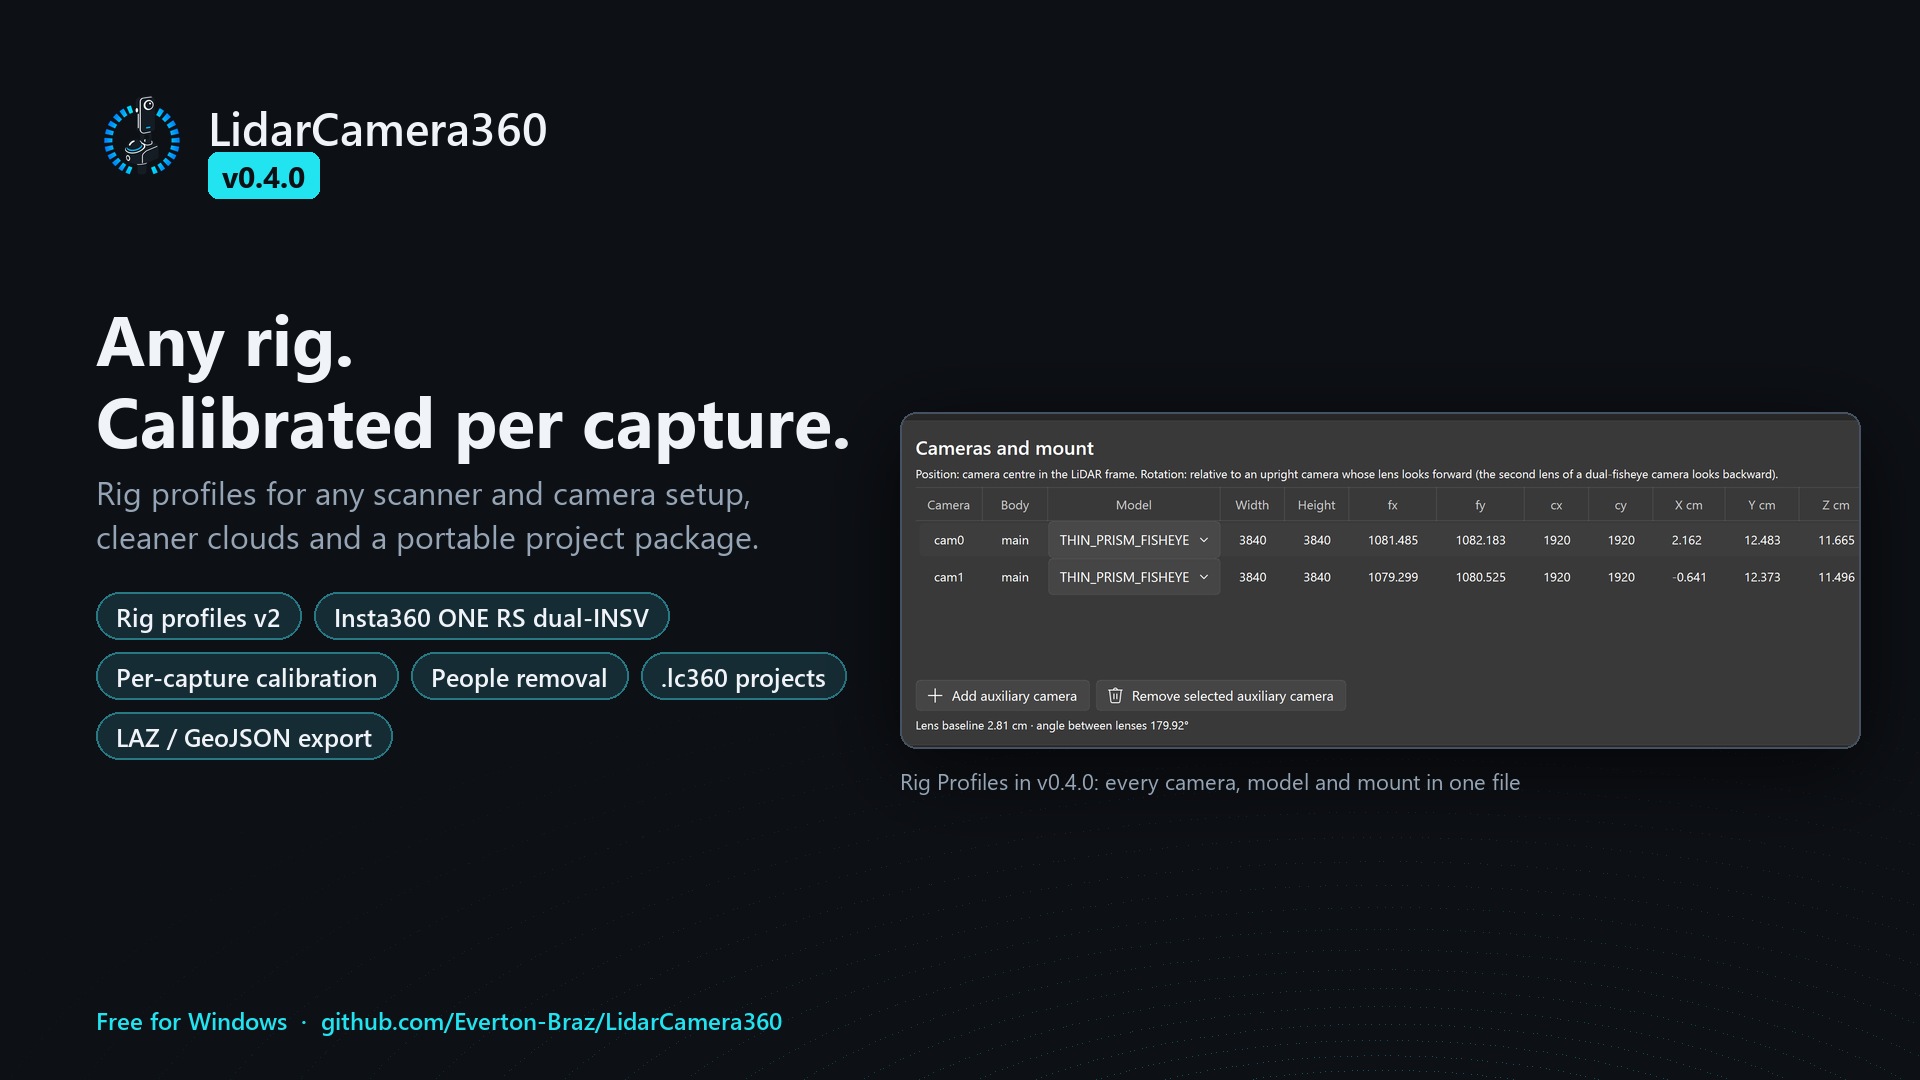 LidarCamera360
v0.4.0
Any rig.
Calibrated per capture.
Rig profiles for any scanner and camera setup,
cleaner clouds and a portable project package.
Rig profiles v2
Insta360 ONE RS dual-INSV
Per-capture calibration
People removal
.lc360 projects
LAZ / GeoJSON export
Cameras and mount
Position: camera centre in the LiDAR frame. Rotation: relative to an upright camera whose lens looks forward (the second lens of a dual-fisheye camera looks backward).
Camera Body Model Width Height fx fy cx cy X cm Y cm Z cm
cam0 main THIN_PRISM_FISHEYE 3840 3840 1081.485 1082.183 1920 1920 2.162 12.483 11.665
cam1 main THIN_PRISM_FISHEYE 3840 3840 1079.299 1080.525 1920 1920 -0.641 12.373 11.496
Add auxiliary camera
Remove selected auxiliary camera
Lens baseline 2.81 cm · angle between lenses 179.92°
Rig Profiles in v0.4.0: every camera, model and mount in one file
Free for Windows · github.com/Everton-Braz/LidarCamera360